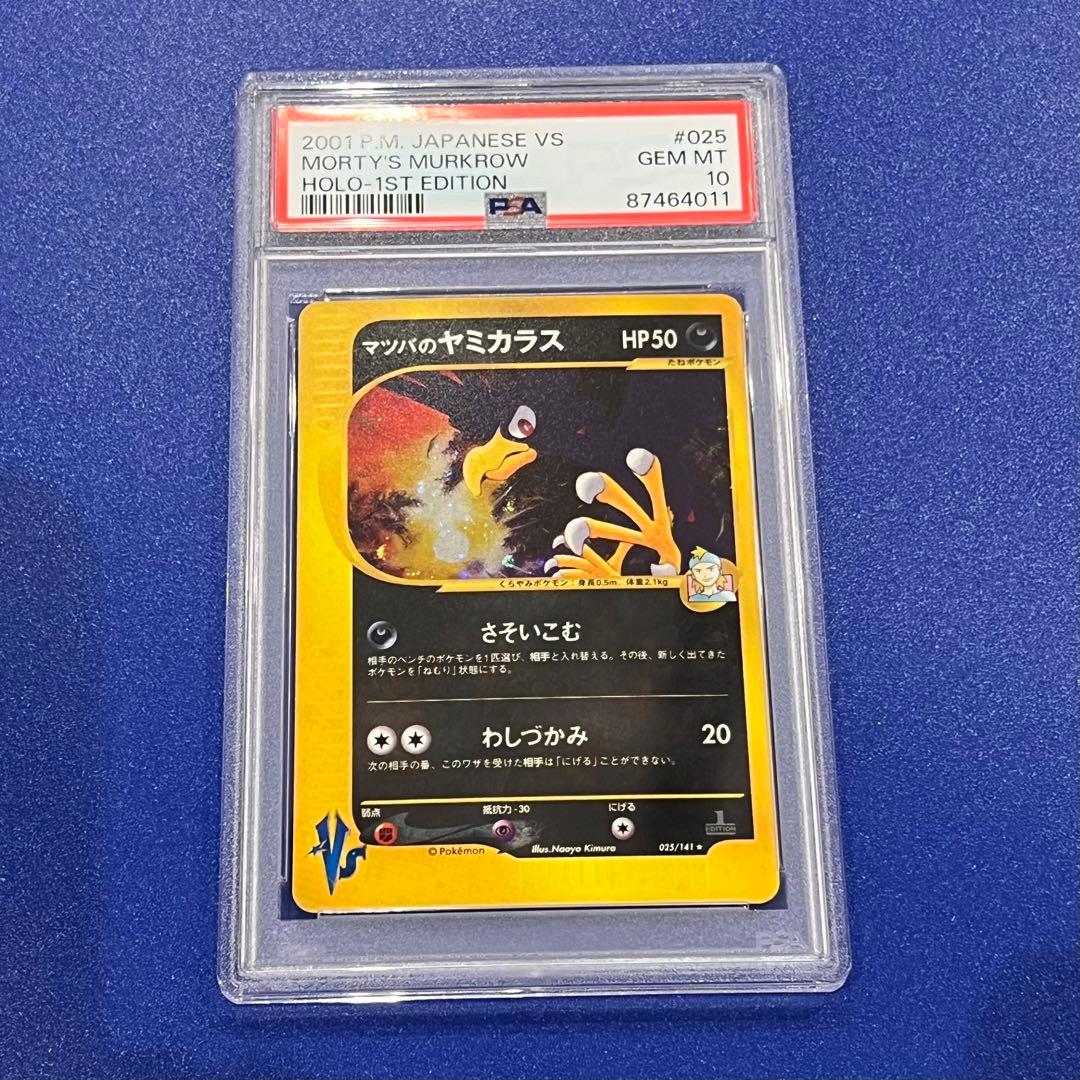 2001 P.M. JAPANESE VS #025
MORTY'S MURKROW GEM MT
HOLO-1ST EDITION 10
PSA 87464011
マツバのヤミカラス HP50
たねポケモン
くらやみポケモン:身長0.5m、体重2.1kg
さそいこむ
相手のベンチのポケモンを1匹選び、相手と入れ替える。その後、新しく出てきた
ポケモンを「ねむり」状態にする。
わしづかみ 20
次の相手の番、このワザを受けた相手は「にげる」ことができない。
弱点 抵抗力-30 にげる
1
EDITION
VS
© Pokémon Illus.Naoyo Kimura 025/141 ★